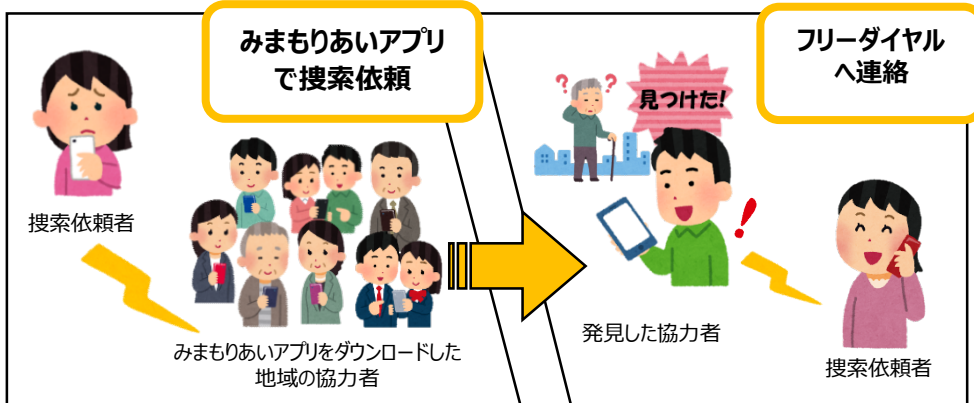 みまもりあいアプリ
で捜索依頼
捜索依頼者
みまもりあいアプリをダウンロードした
地域の協力者
フリーダイヤル
へ連絡
？ ？
見つけた!
!
発見した協力者
捜索依頼者